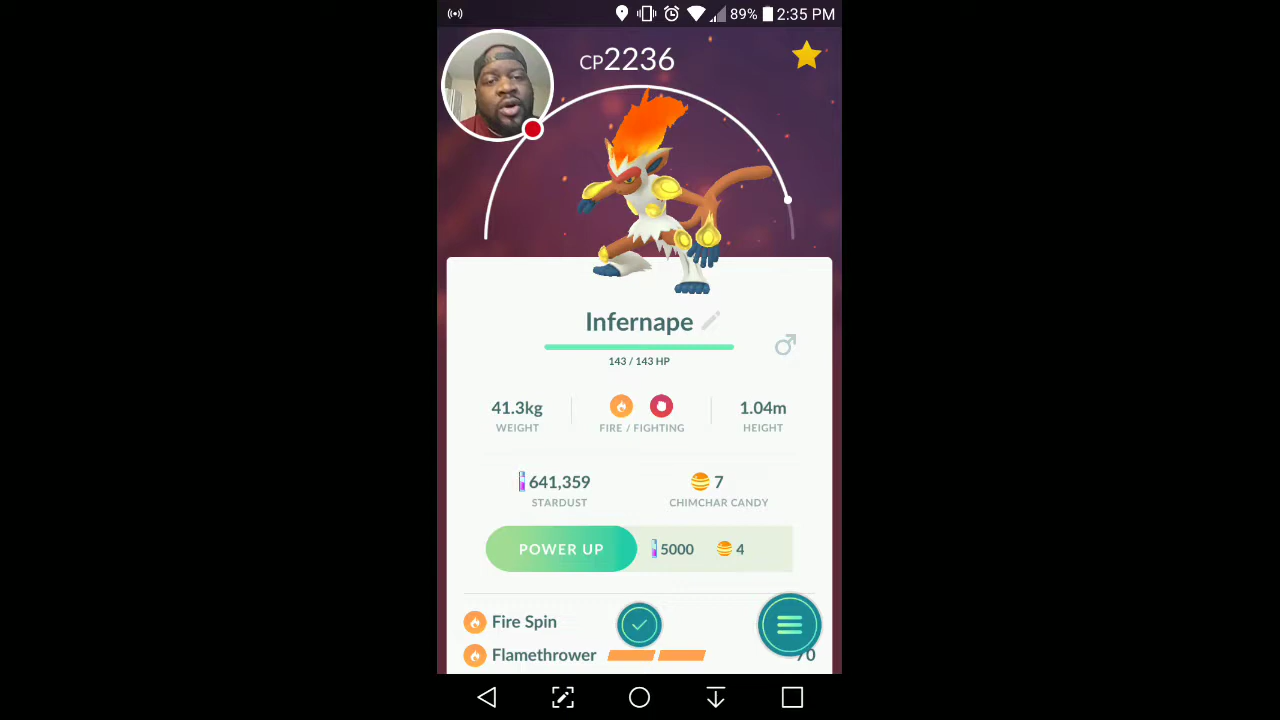 89% 2:35 PM
CP2236
Infernape
143 / 143 HP
41.3kg
WEIGHT
FIRE / FIGHTING
1.04m
HEIGHT
641,359
STARDUST
7
CHIMCHAR CANDY
POWER UP 5000 4
Fire Spin
Flamethrower 70